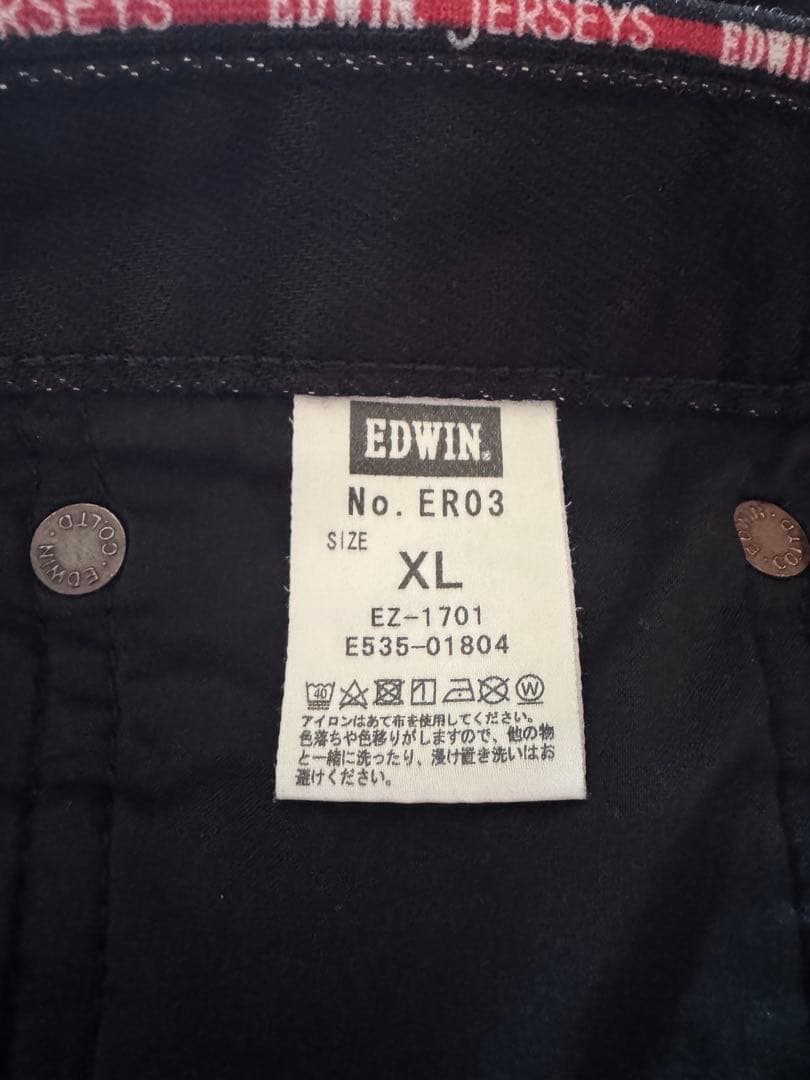 ERSEYS EDWIN. JERSEYS EDWIN
EDWIN.
No. ER03
SIZE
XL
EZ-1701
E535-01804
40 W
アイロンはあて布を使用してください。
色落ちや色移りがしますので、他の物
と一緒に洗ったり、浸け置き洗いはお
避けください。
EDWIN CO.LTD.
EDWIN CO.LTD.